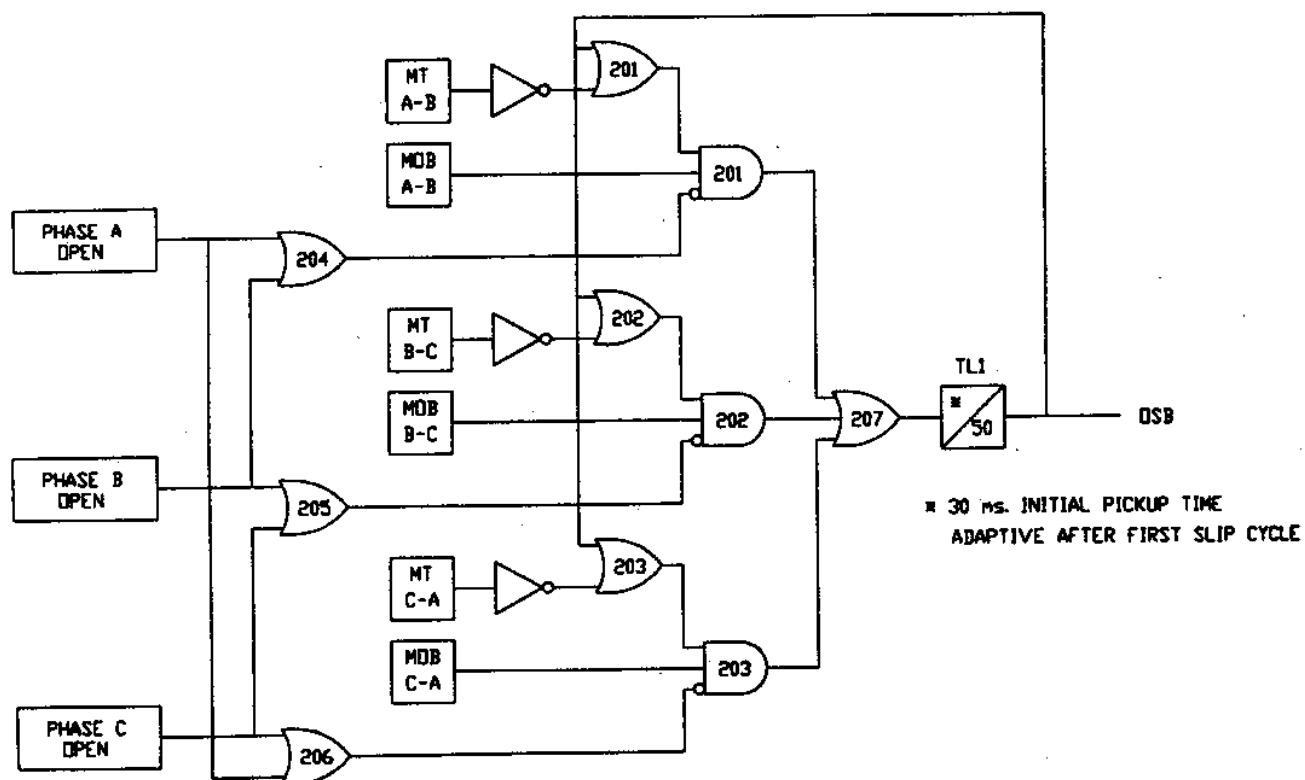 MT
A-B
201
MOB
A-B
201
PHASE A
OPEN
204
MT
B-C
202
MOB
B-C
202
207
TL1
*
50
OSB
PHASE B
OPEN
205
* 30 ms. INITIAL PICKUP TIME
ADAPTIVE AFTER FIRST SLIP CYCLE
MT
C-A
203
MOB
C-A
203
PHASE C
OPEN
206